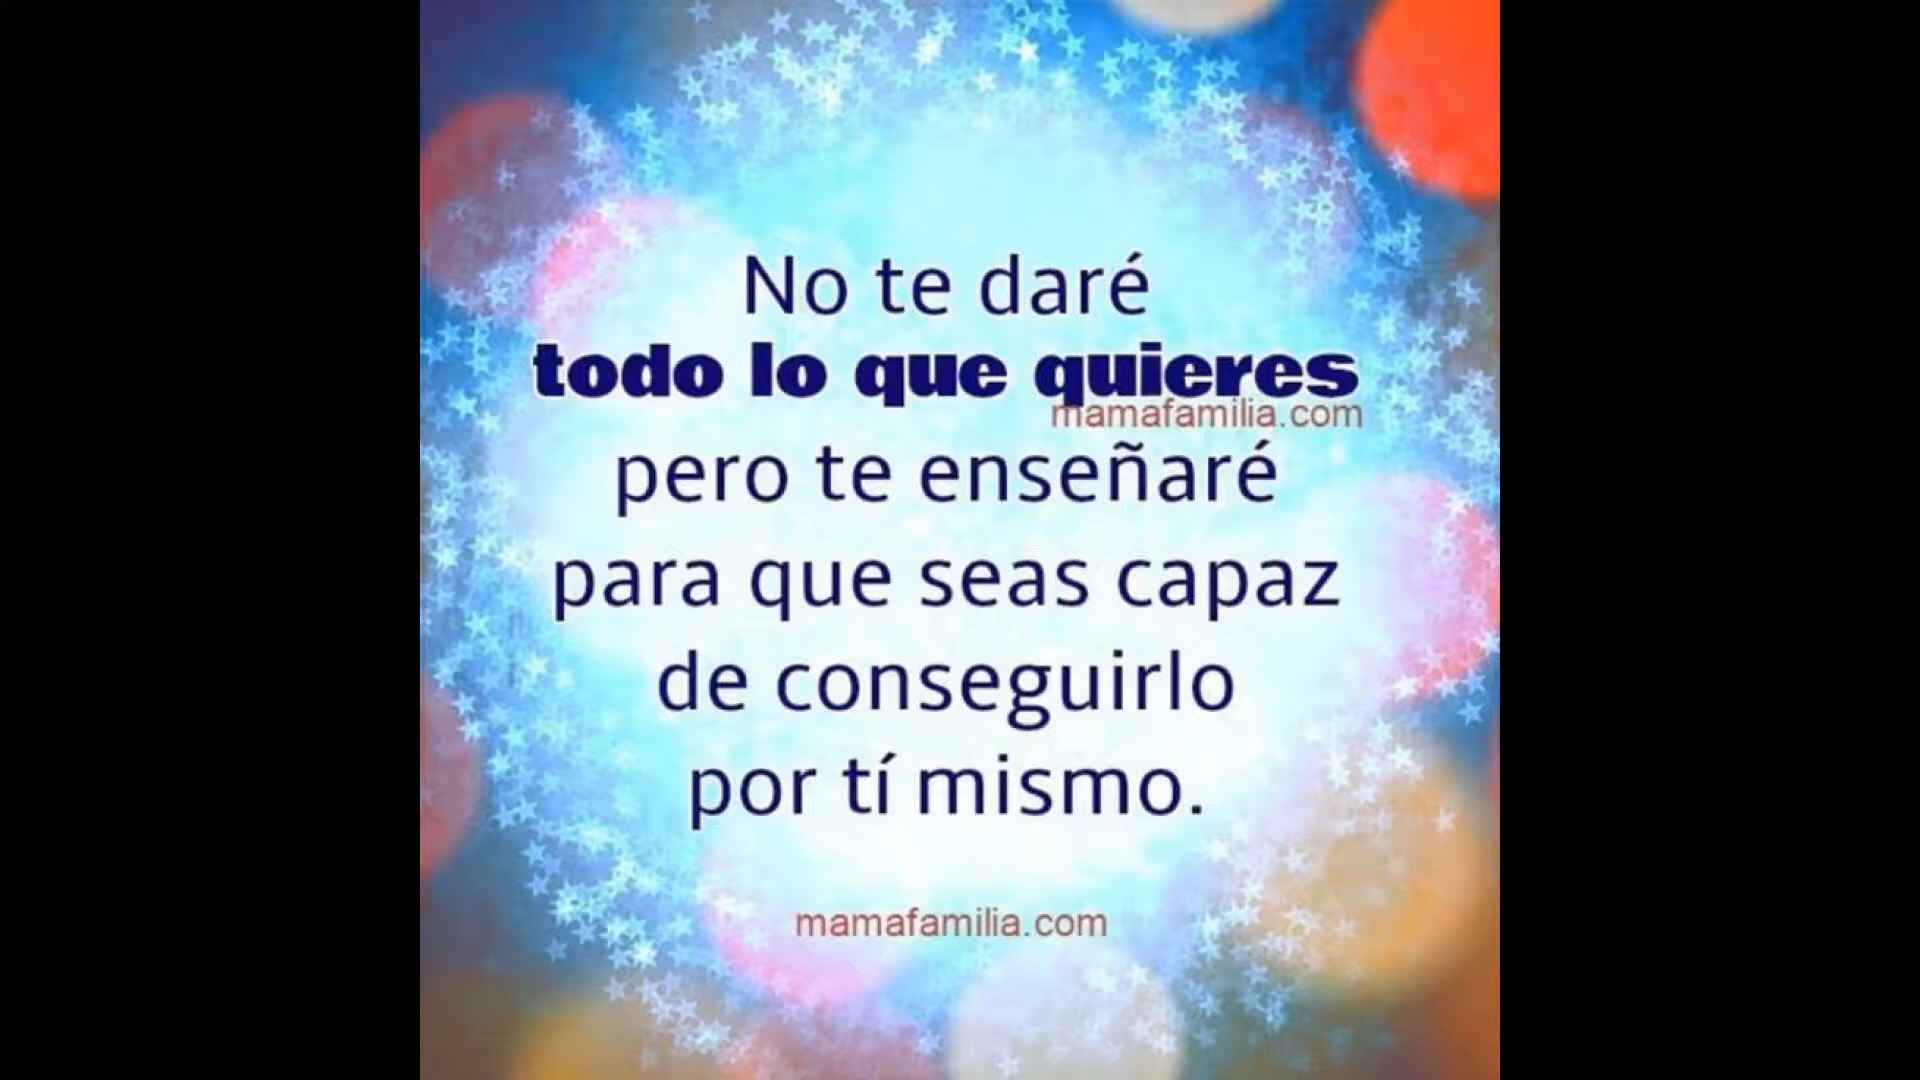 No te daré
todo lo que quieres
mamafamilia.com
pero te enseñaré
para que seas capaz
de conseguirlo
por tí mismo.
mamafamilia.com